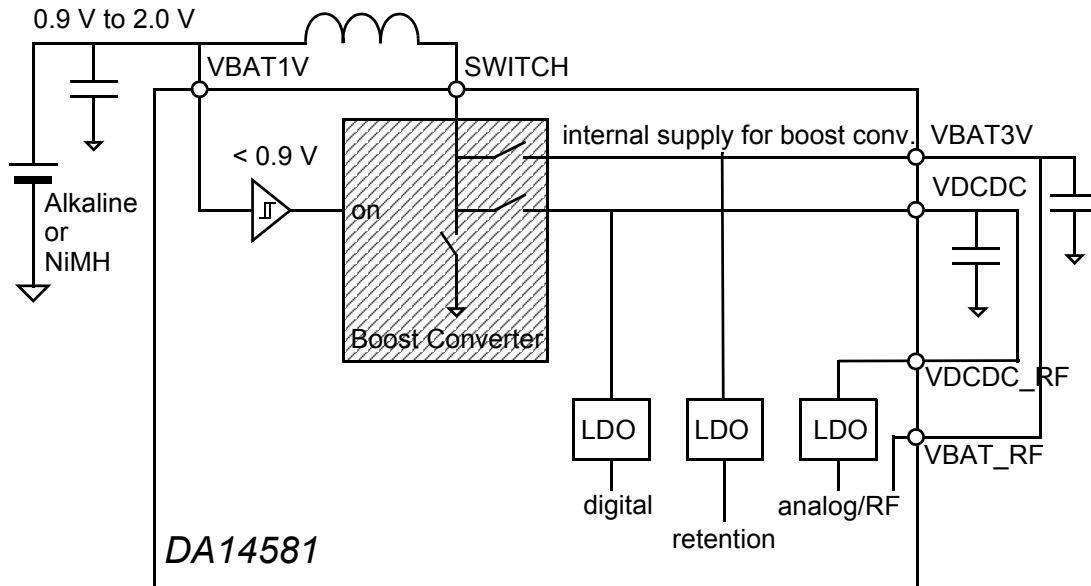 0.9 V to 2.0 V
VBAT1V
SWITCH
internal supply for boost conv.
VBAT3V
< 0.9 V
VDCDC
on
Alkaline
or
NiMH
Boost Converter
VDCDC_RF
LDO
LDO
LDO
VBAT_RF
digital
analog/RF
retention
DA14581